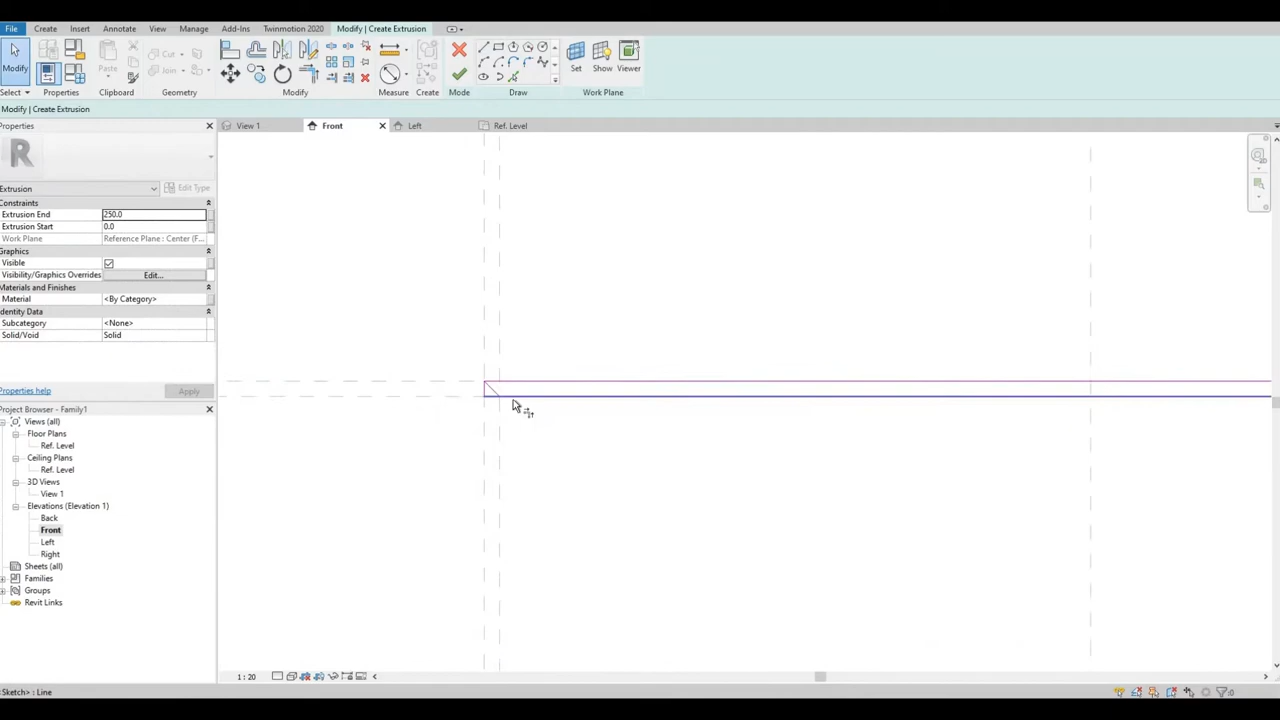 File Create Insert Annotate View Manage Add-Ins Twinmotion 2020 Modify | Create Extrusion
Modify Paste Cut Join
Select Properties Clipboard Geometry Modify Measure Create Mode Draw Set Show Viewer Work Plane
Modify | Create Extrusion
Properties View 1 Front Left Ref. Level
R
Extrusion Edit Type
Constraints
Extrusion End 250.0
Extrusion Start 0.0
Work Plane Reference Plane : Center (F...
Graphics
Visible
Visibility/Graphics Overrides Edit...
Materials and Finishes
Material <By Category>
Identity Data
Subcategory <None>
Solid/Void Solid
Properties help Apply
Project Browser - Family1
Views (all)
Floor Plans
Ref. Level
Ceiling Plans
Ref. Level
3D Views
View 1
Elevations (Elevation 1)
Back
Front
Left
Right
Sheets (all)
Families
Groups
Revit Links
1 : 20
<Sketch> : Line
:0